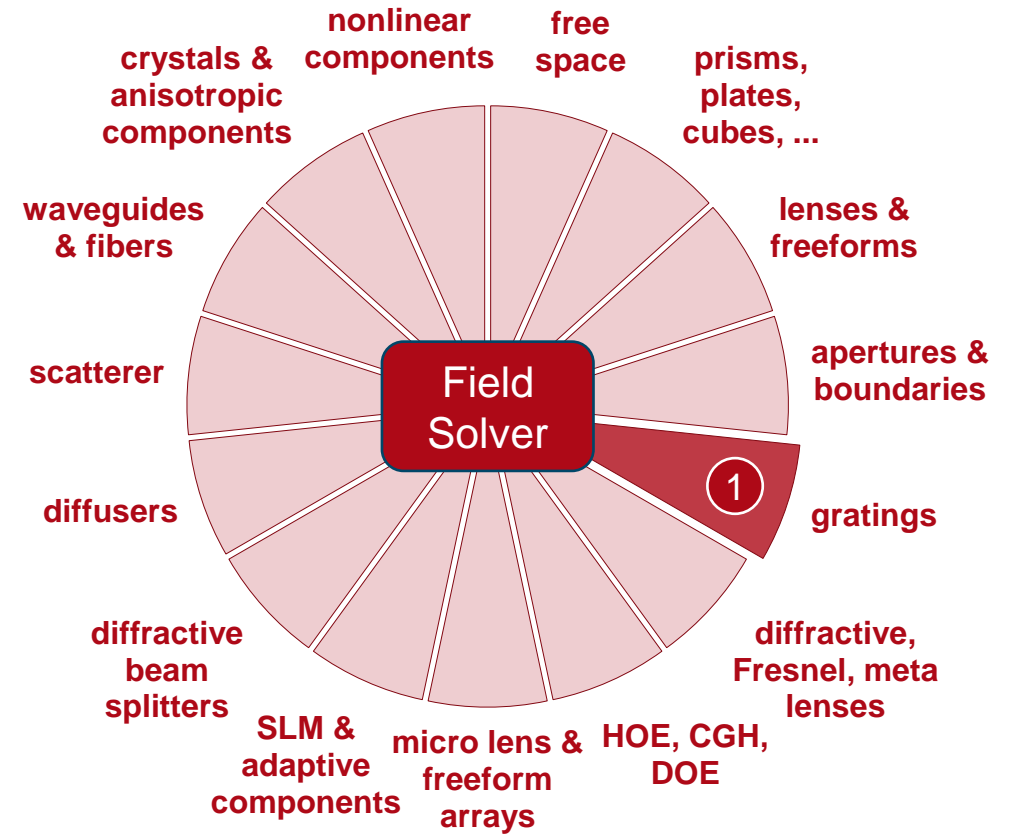 nonlinear
components
free
space
prisms,
plates,
cubes, ...
lenses &
freeforms
apertures &
boundaries
1
gratings
diffractive,
Fresnel, meta
lenses
HOE, CGH,
DOE
micro lens &
freeform
arrays
SLM &
adaptive
components
diffractive
beam
splitters
diffusers
scatterer
waveguides
& fibers
crystals &
anisotropic
components
Field
Solver